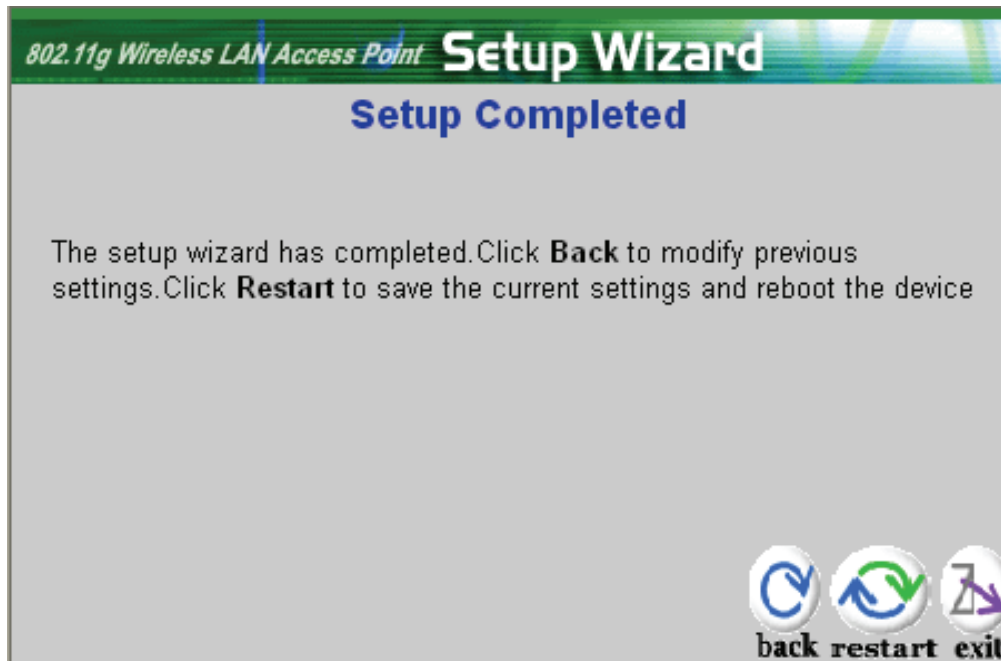 802.11g Wireless LAN Access Point Setup Wizard
Setup Completed
The setup wizard has completed.Click Back to modify previous
settings.Click Restart to save the current settings and reboot the device
back restart exit